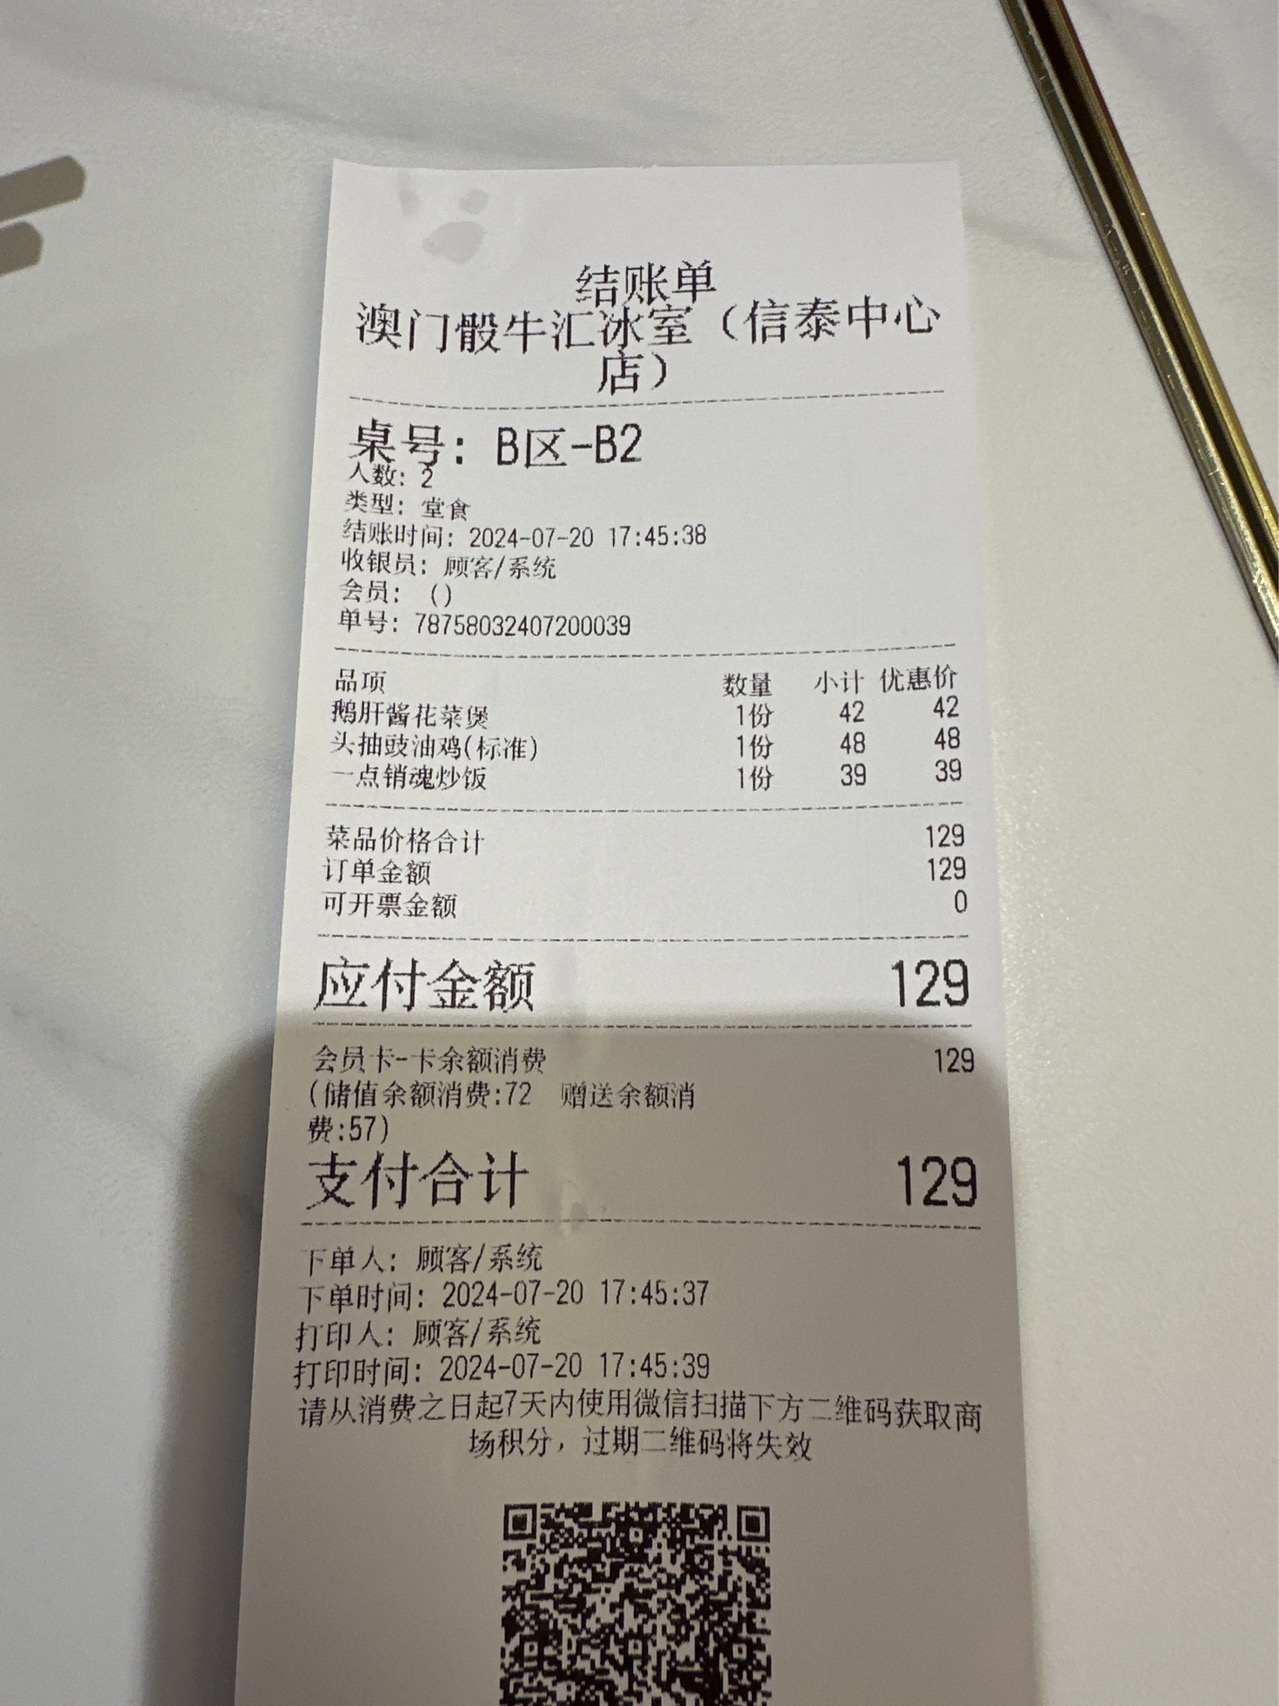 结账单
澳门骰牛汇冰室（信泰中心
店）
桌号: B区-B2
人数: 2
类型: 堂食
结账时间: 2024-07-20 17:45:38
收银员: 顾客/系统
会员: ()
单号: 78758032407200039
品项 数量 小计 优惠价
鹅肝酱花菜煲 1份 42 42
头抽豉油鸡(标准) 1份 48 48
一点销魂炒饭 1份 39 39
菜品价格合计 129
订单金额 129
可开票金额 0
应付金额 129
会员卡-卡余额消费 129
(储值余额消费:72 赠送余额消
费:57)
支付合计 129
下单人: 顾客/系统
下单时间: 2024-07-20 17:45:37
打印人: 顾客/系统
打印时间: 2024-07-20 17:45:39
请从消费之日起7天内使用微信扫描下方二维码获取商
场积分，过期二维码将失效